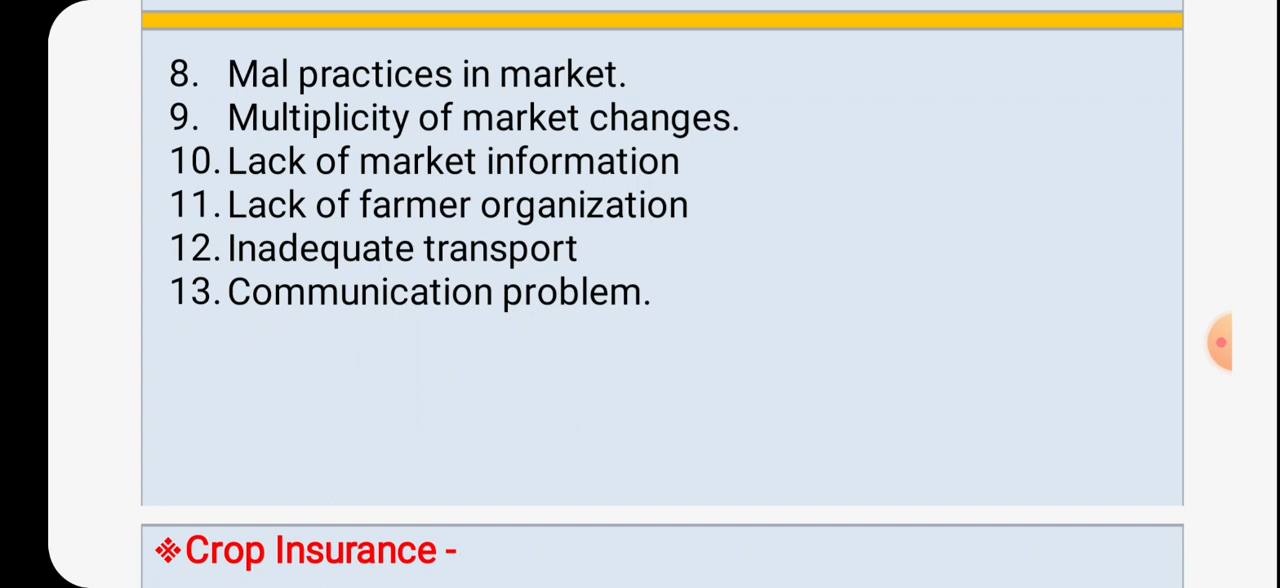 8. Mal practices in market.
9. Multiplicity of market changes.
10. Lack of market information
11. Lack of farmer organization
12. Inadequate transport
13. Communication problem.
❖Crop Insurance -